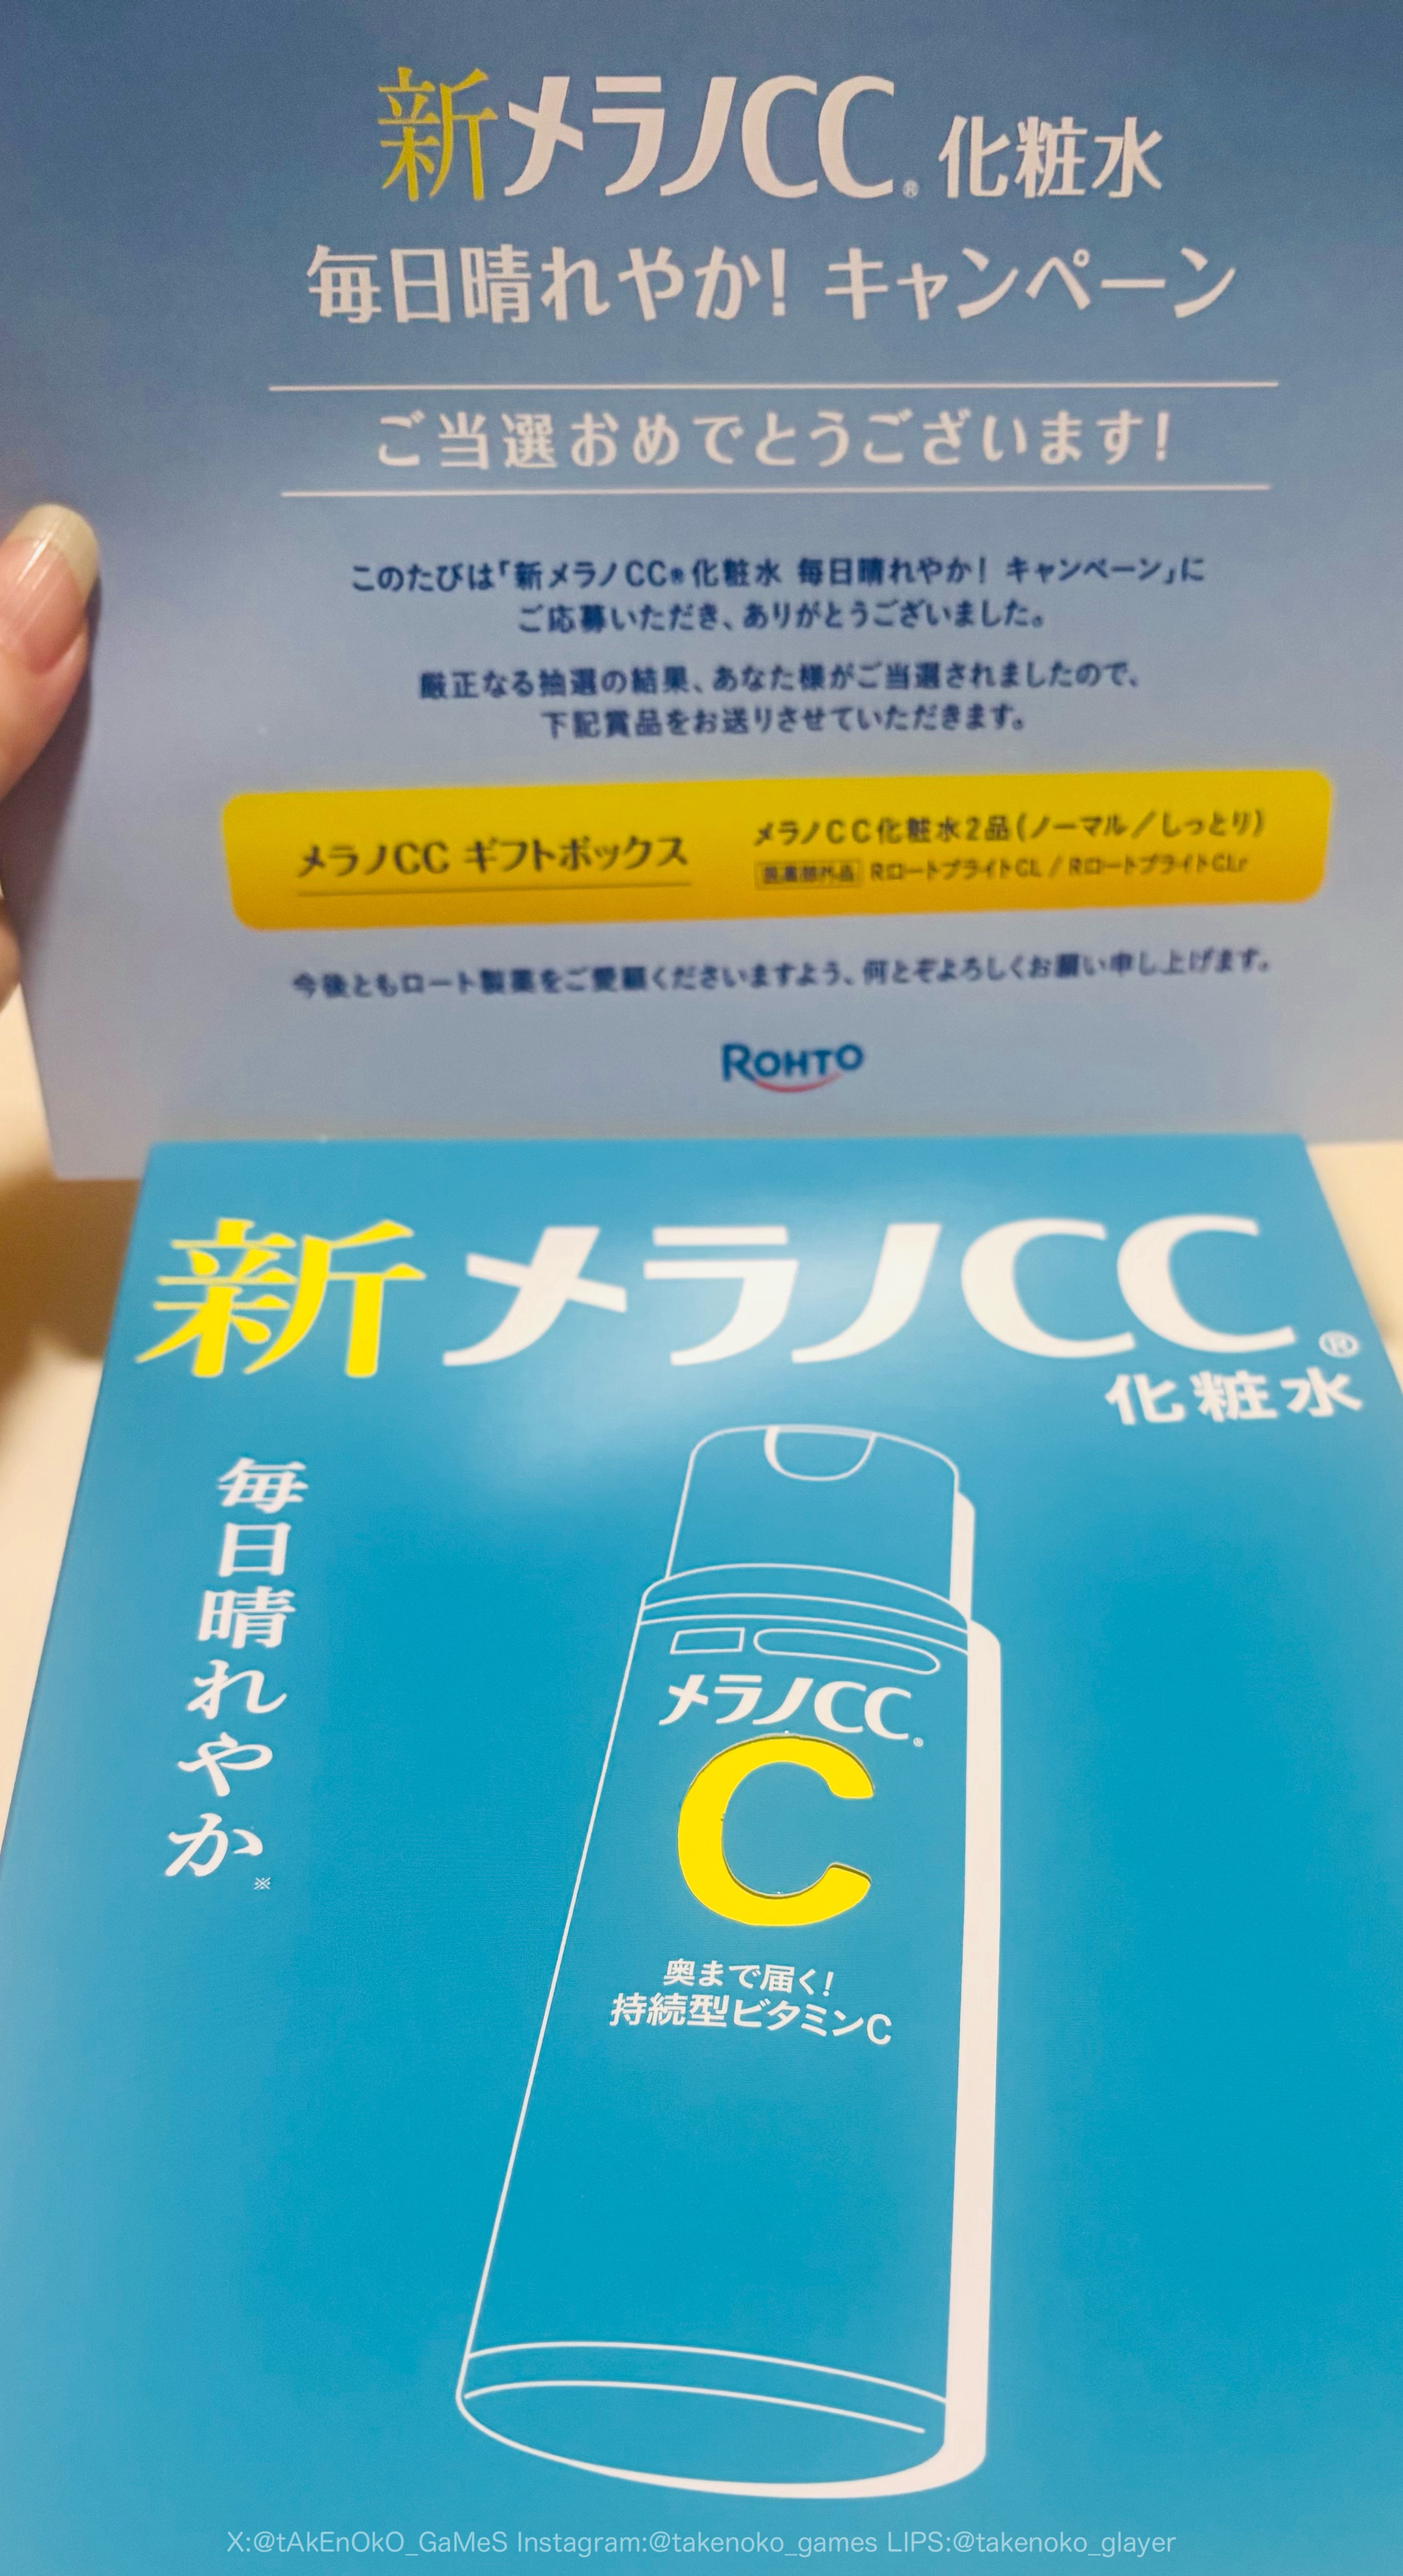 新メラノCC® 化粧水
毎日晴れやか! キャンペーン
ご当選おめでとうございます!
このたびは「新メラノCC®化粧水 毎日晴れやか! キャンペーン」に
ご応募いただき、ありがとうございました。
厳正なる抽選の結果、あなた様がご当選されましたので、
下記賞品をお送りさせていただきます。
メラノCC ギフトボックス
メラノCC化粧水2品(ノーマル/しっとり)
医薬部外品 RロートブライトCL / RロートブライトCLr
今後ともロート製薬をご愛顧くださいますよう、何とぞよろしくお願い申し上げます。
ROHTO
新メラノCC®
化粧水
毎日晴れやか※
メラノCC®
C
奥まで届く!
持続型ビタミンC
X:@tAkEnOkO_GaMeS Instagram:@takenoko_games LIPS:@takenoko_glayer